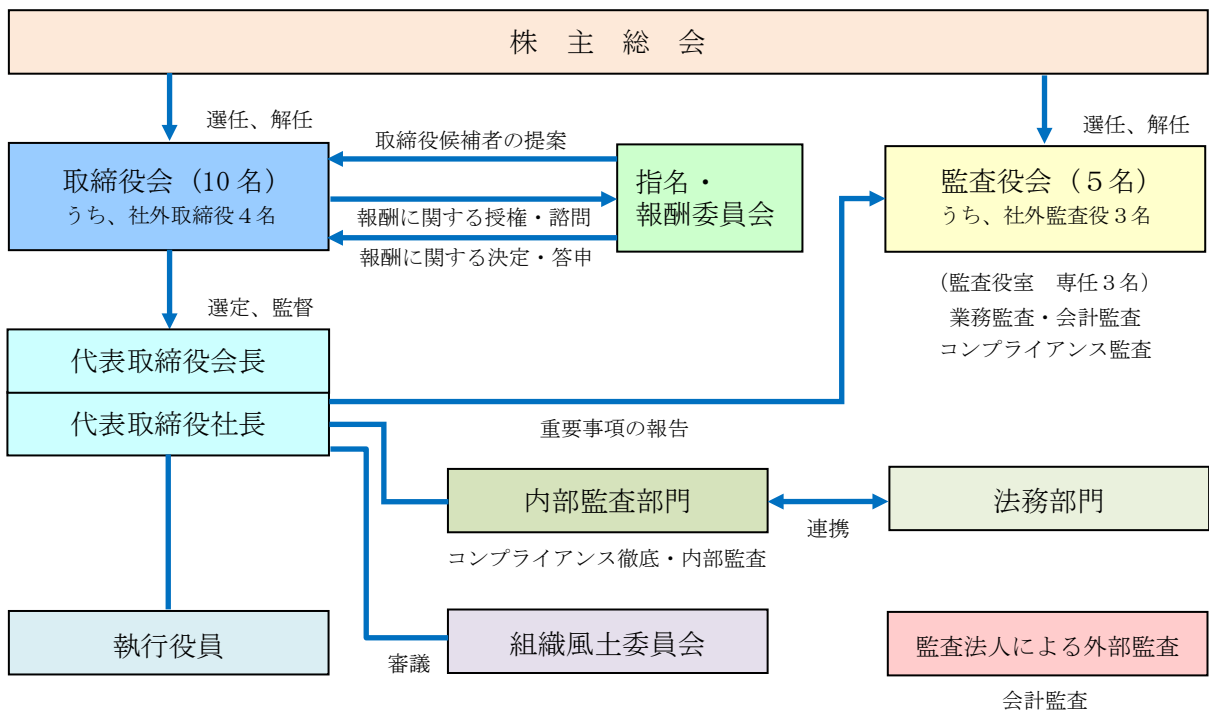 株　主　総　会
選任、解任
選任、解任
取締役候補者の提案
取締役会（10 名）
うち、社外取締役４名
指名・
報酬委員会
監査役会（５名）
うち、社外監査役３名
報酬に関する授権・諮問
報酬に関する決定・答申
（監査役室　専任３名）
業務監査・会計監査
コンプライアンス監査
選定、監督
代表取締役会長
代表取締役社長
重要事項の報告
内部監査部門
連携
法務部門
コンプライアンス徹底・内部監査
執行役員
審議
組織風土委員会
監査法人による外部監査
会計監査